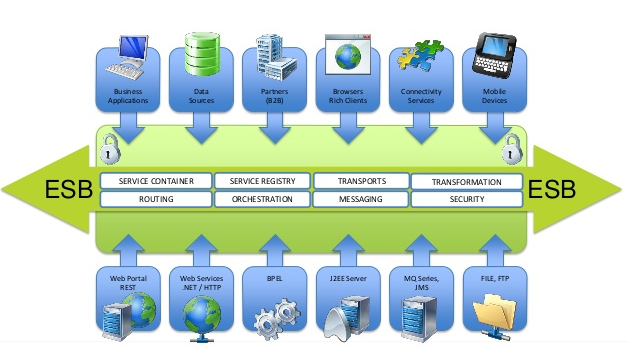 Business
Applications
Data
Sources
Partners
(B2B)
Browsers
Rich Clients
Connectivity
Services
Mobile
Devices
ESB
SERVICE CONTAINER
SERVICE REGISTRY
TRANSPORTS
TRANSFORMATION
ROUTING
ORCHESTRATION
MESSAGING
SECURITY
ESB
Web Portal
REST
Web Services
.NET / HTTP
BPEL
J2EE Server
MQ Series,
JMS
FILE, FTP